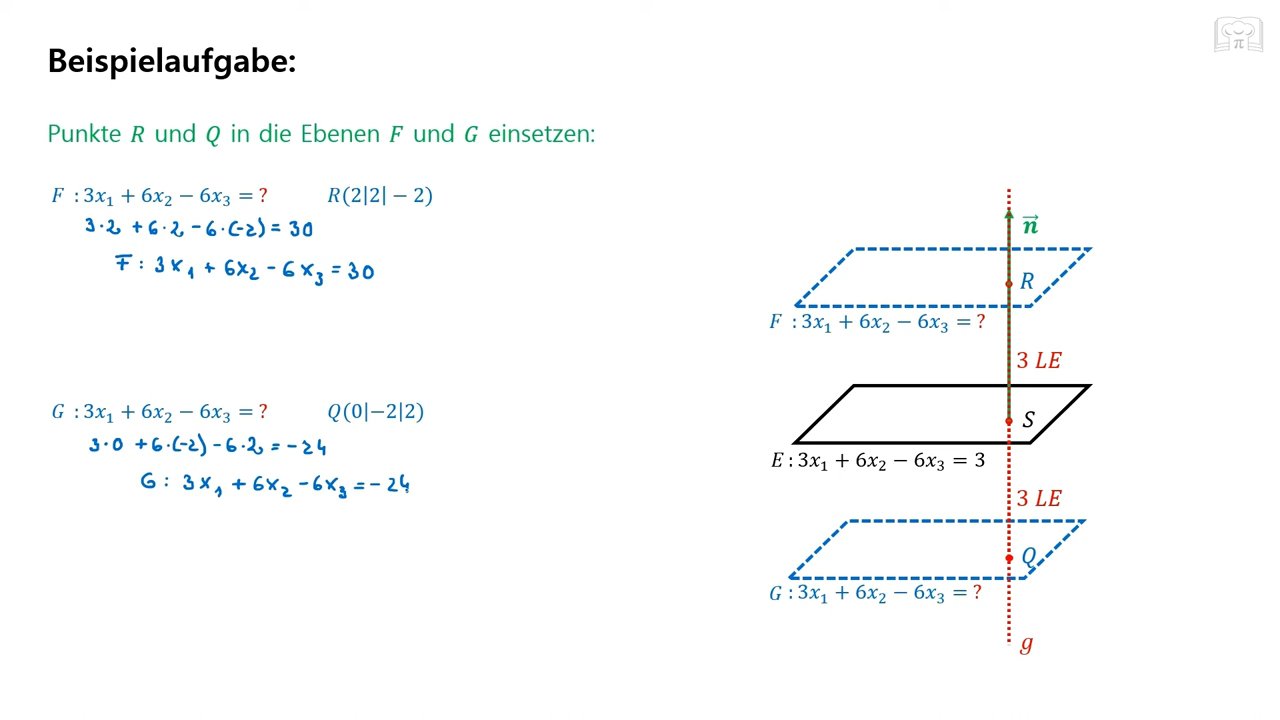 Beispielaufgabe:
Punkte R und Q in die Ebenen F und G einsetzen:
F : 3x₁ + 6x₂ − 6x₃ = ? R(2|2| − 2)
3·2 + 6·2 − 6·(−2) = 30
F : 3x₁ + 6x₂ − 6x₃ = 30
G : 3x₁ + 6x₂ − 6x₃ = ? Q(0|−2|2)
3·0 + 6·(−2) − 6·2 = −24
G : 3x₁ + 6x₂ − 6x₃ = −24
n⃗
R
F : 3x₁ + 6x₂ − 6x₃ = ?
3 LE
S
E : 3x₁ + 6x₂ − 6x₃ = 3
3 LE
Q
G : 3x₁ + 6x₂ − 6x₃ = ?
g
π